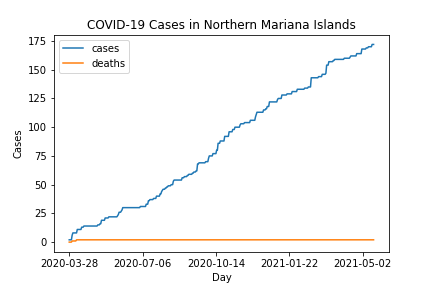 COVID-19 Cases in Northern Mariana Islands
cases
deaths
175
150
125
100
75
50
25
0
Cases
2020-03-28 2020-07-06 2020-10-14 2021-01-22 2021-05-02
Day